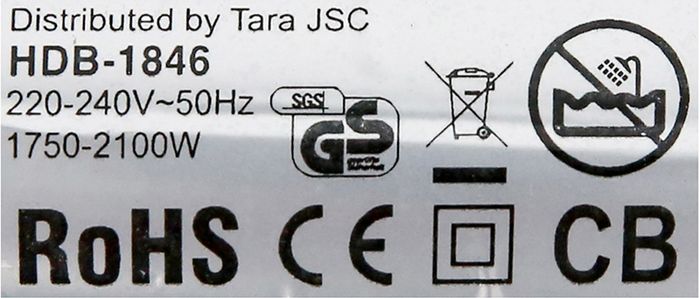 Distributed by Tara JSC
HDB-1846
220-240V~50Hz
1750-2100W
SGS
GS
RoHS CE CB